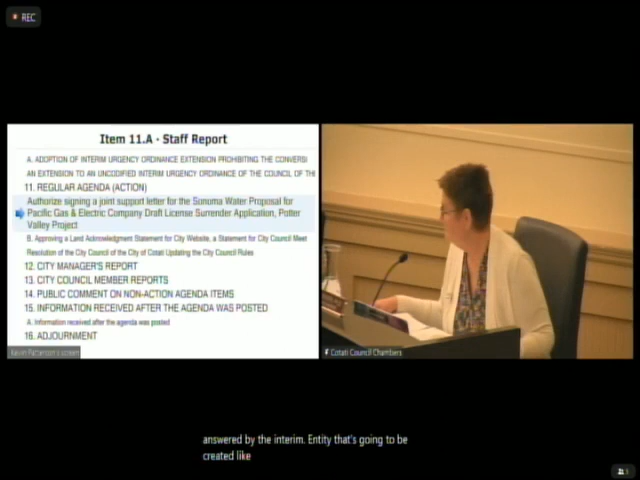 REC
Item 11.A - Staff Report
A. ADOPTION OF INTERIM URGENCY ORDINANCE EXTENSION PROHIBITING THE CONVERSI
AN EXTENSION TO AN UNCODIFIED INTERIM URGENCY ORDINANCE OF THE COUNCIL OF THE
11. REGULAR AGENDA (ACTION)
Authorize signing a joint support letter for the Sonoma Water Proposal for
Pacific Gas & Electric Company Draft License Surrender Application, Potter
Valley Project
B. Approving a Land Acknowledgment Statement for City Website, a Statement for City Council Meet
Resolution of the City Council of the City of Cotati Updating the City Council Rules
12. CITY MANAGER'S REPORT
13. CITY COUNCIL MEMBER REPORTS
14. PUBLIC COMMENT ON NON-ACTION AGENDA ITEMS
15. INFORMATION RECEIVED AFTER THE AGENDA WAS POSTED
A. Information received after the agenda was posted
16. ADJOURNMENT
Kevin Patterson's screen
Cotati Council Chambers
answered by the interim. Entity that's going to be
created like